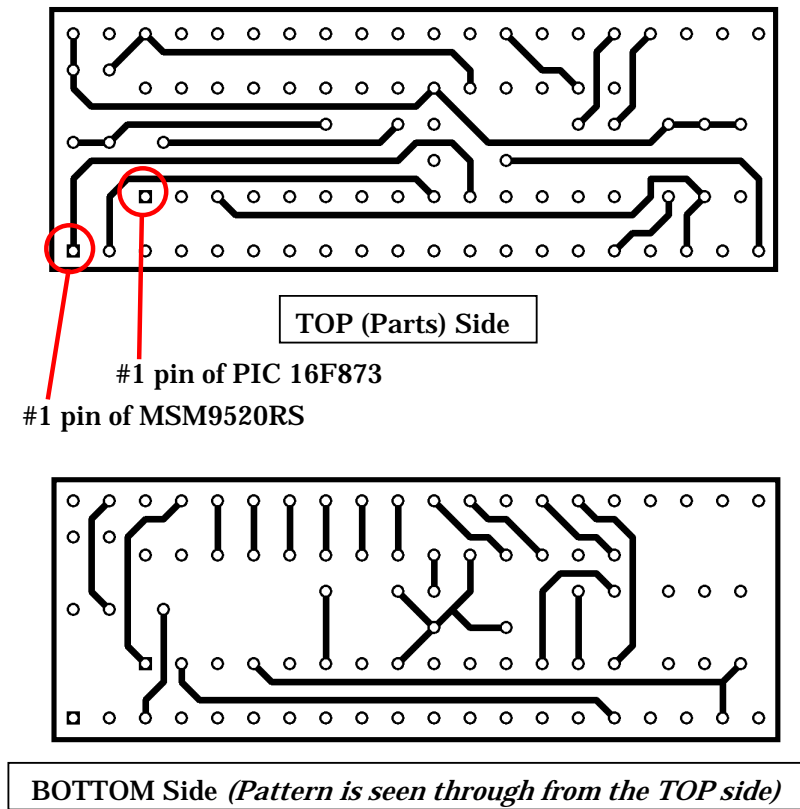 TOP (Parts) Side
#1 pin of PIC 16F873
#1 pin of MSM9520RS
BOTTOM Side (Pattern is seen through from the TOP side)